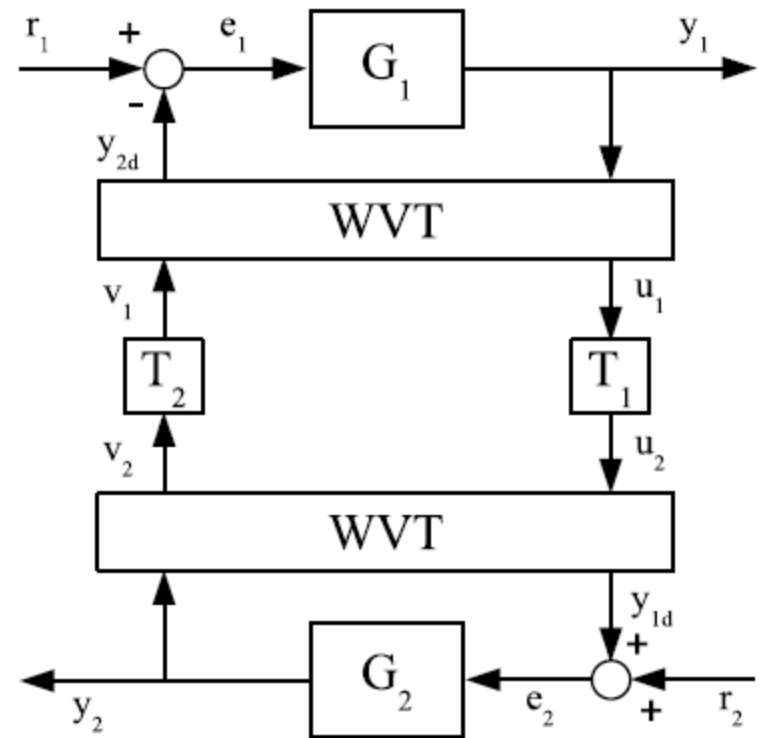 r₁ + e₁ G₁ y₁
-
y₂d
WVT
v₁ u₁
T₂ T₁
v₂ u₂
WVT
y₁d
+
y₂ G₂ e₂ + r₂